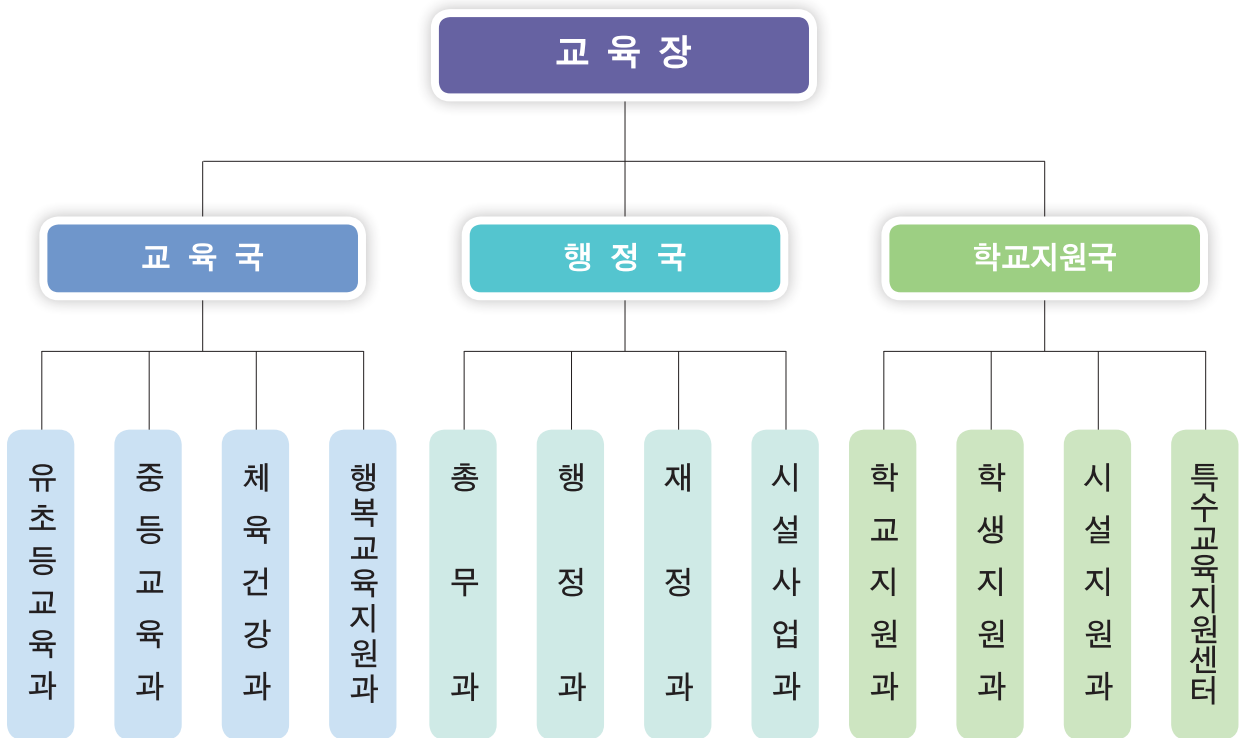 교 육 장
교 육 국
행 정 국
학교지원국
유초등교육과
중등교육과
체육건강과
행복교육지원과
총무과
행정과
재정과
시설사업과
학교지원과
학생지원과
시설지원과
특수교육지원센터